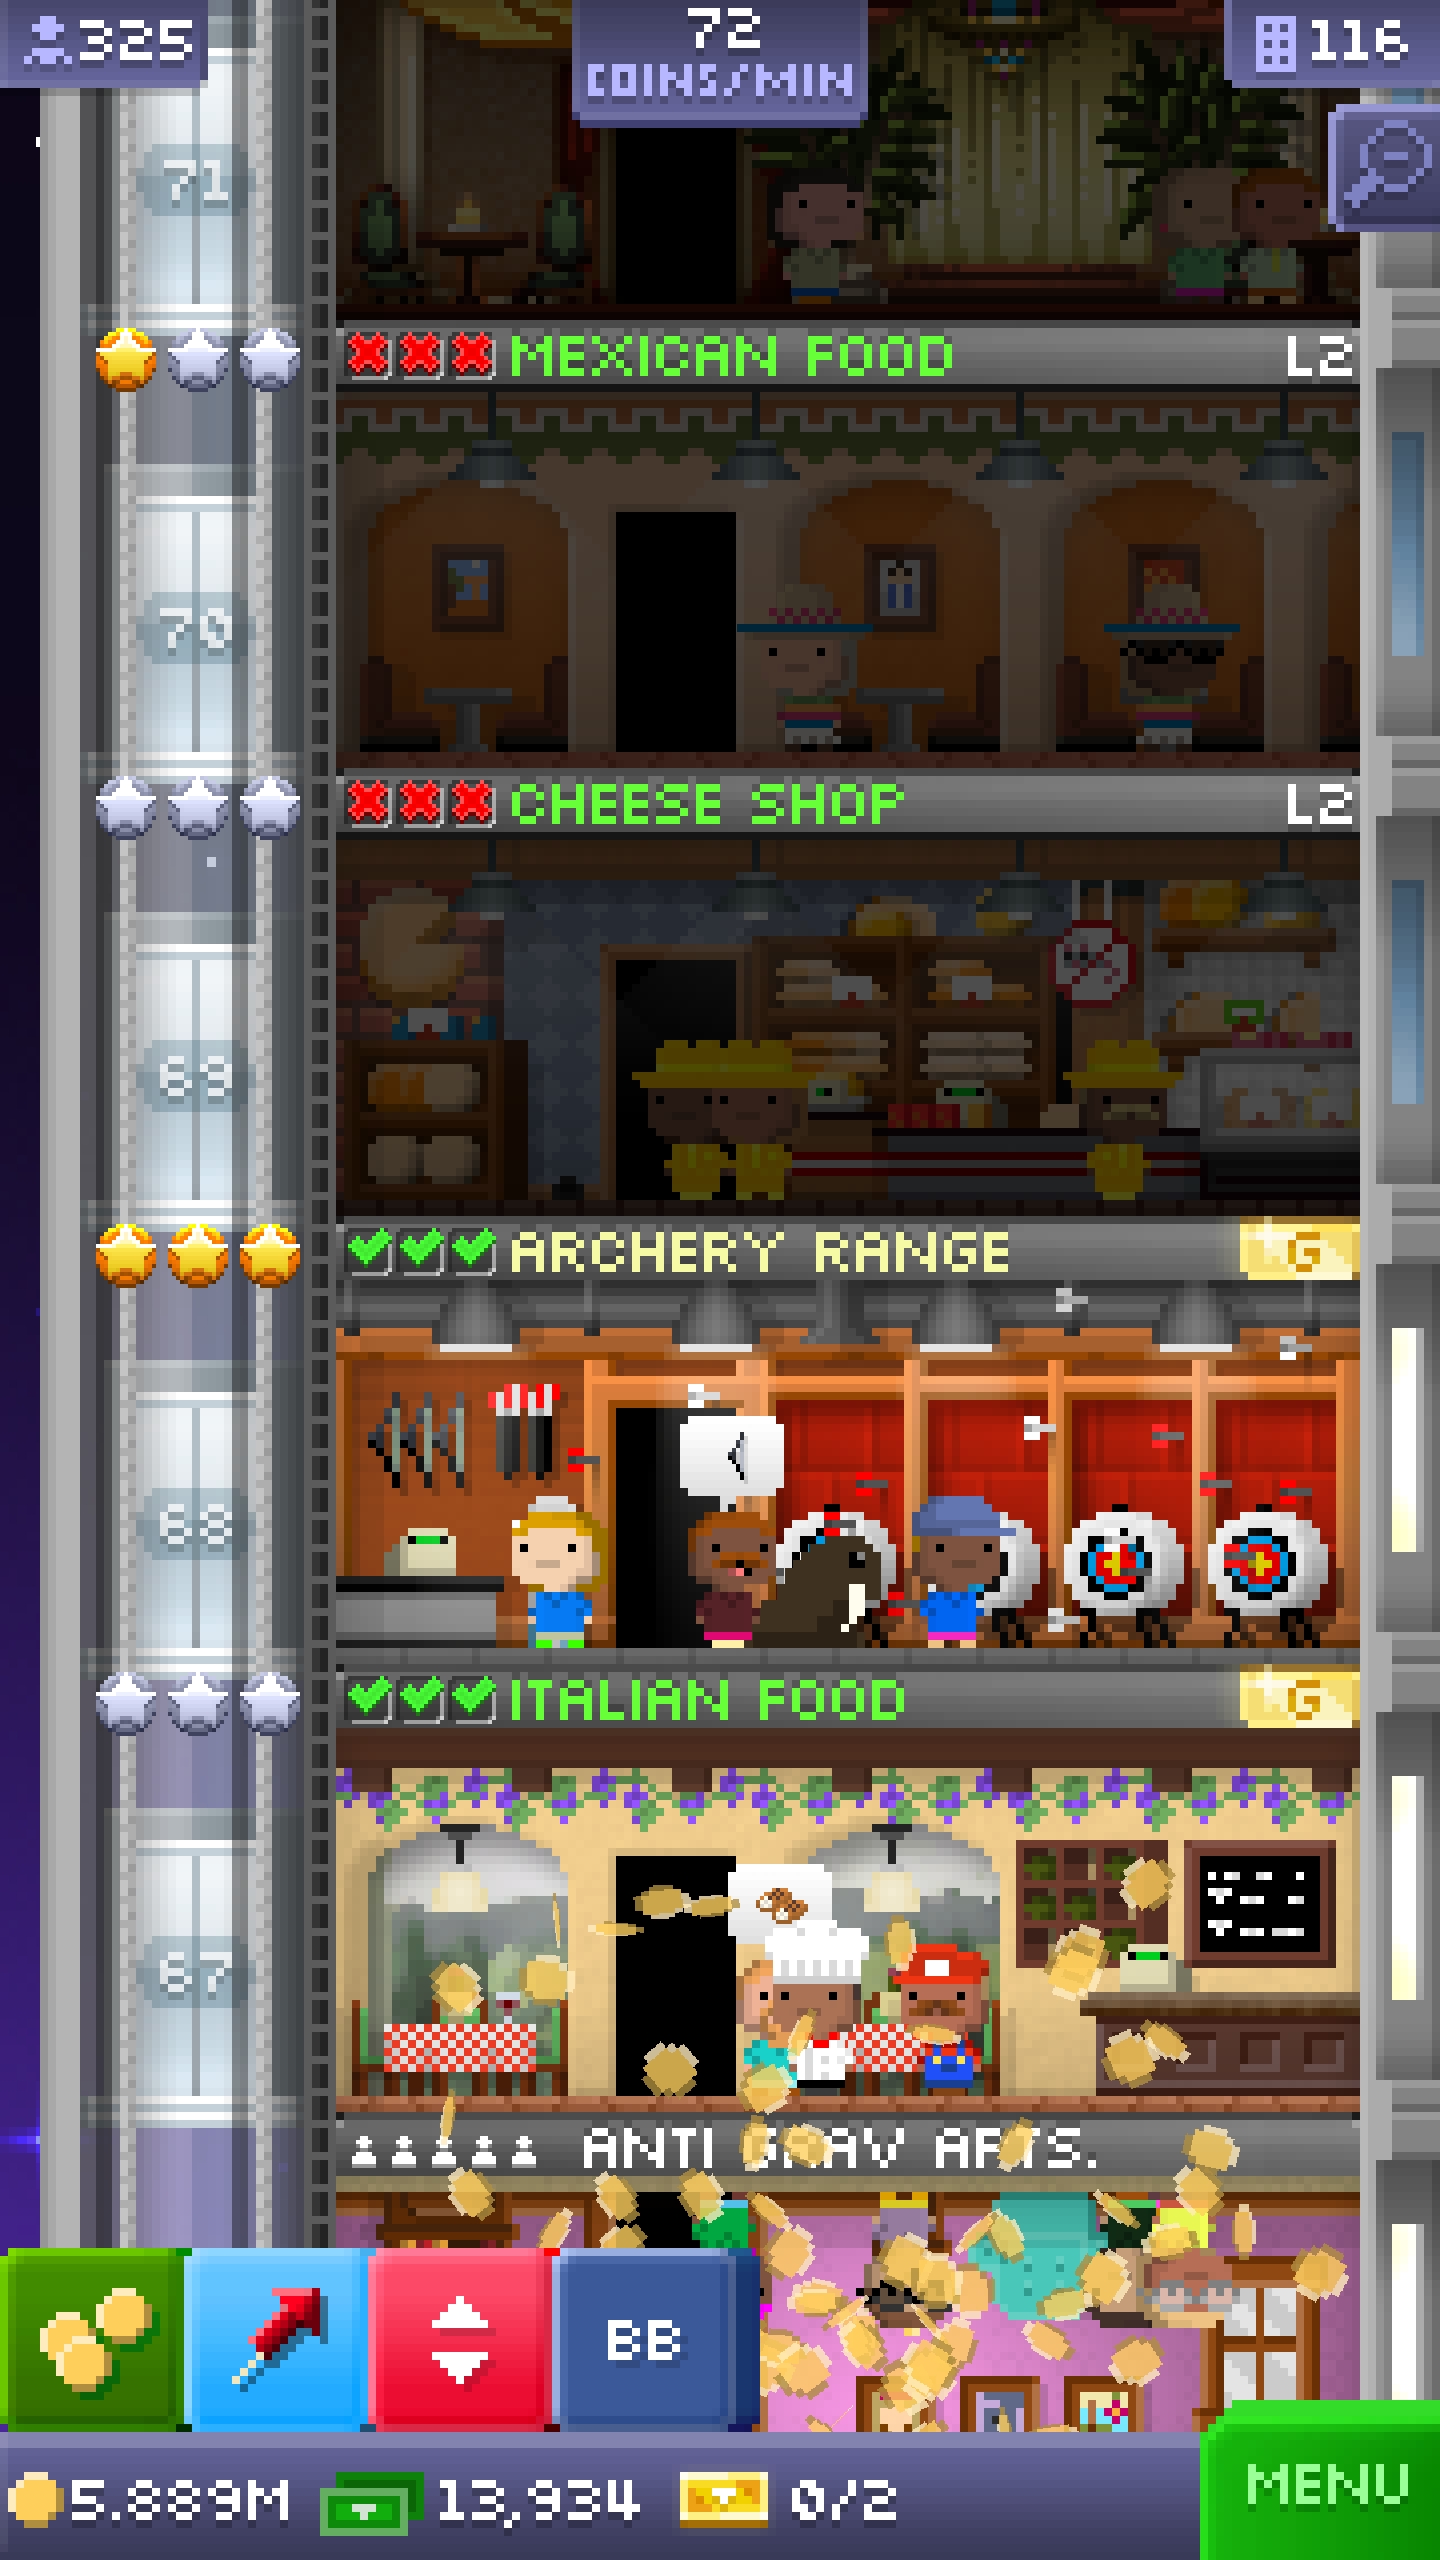 325
72
COINS/MIN
116
71
MEXICAN FOOD L2
70
CHEESE SHOP L2
69
ARCHERY RANGE G
68
ITALIAN FOOD G
67
ANTI GRAV APTS.
BB
5.889M 13,934 0/2
MENU